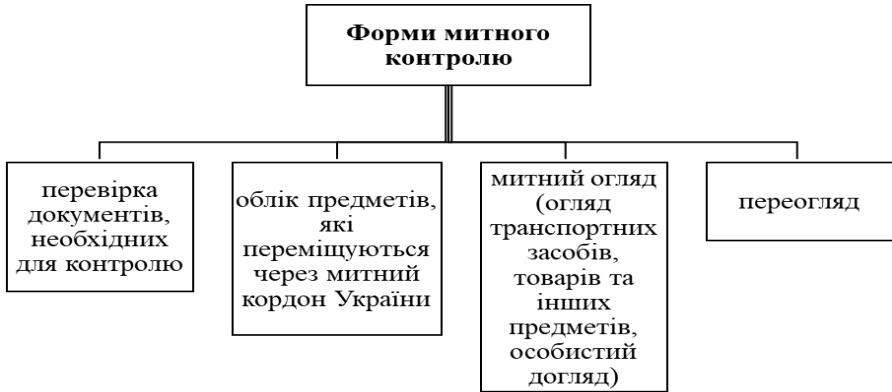 Форми митного
контролю
перевірка
документів,
необхідних
для контролю
облік предметів,
які
переміщуються
через митний
кордон України
митний огляд
(огляд
транспортних
засобів,
товарів та
інших
предметів,
особистий
догляд)
переогляд